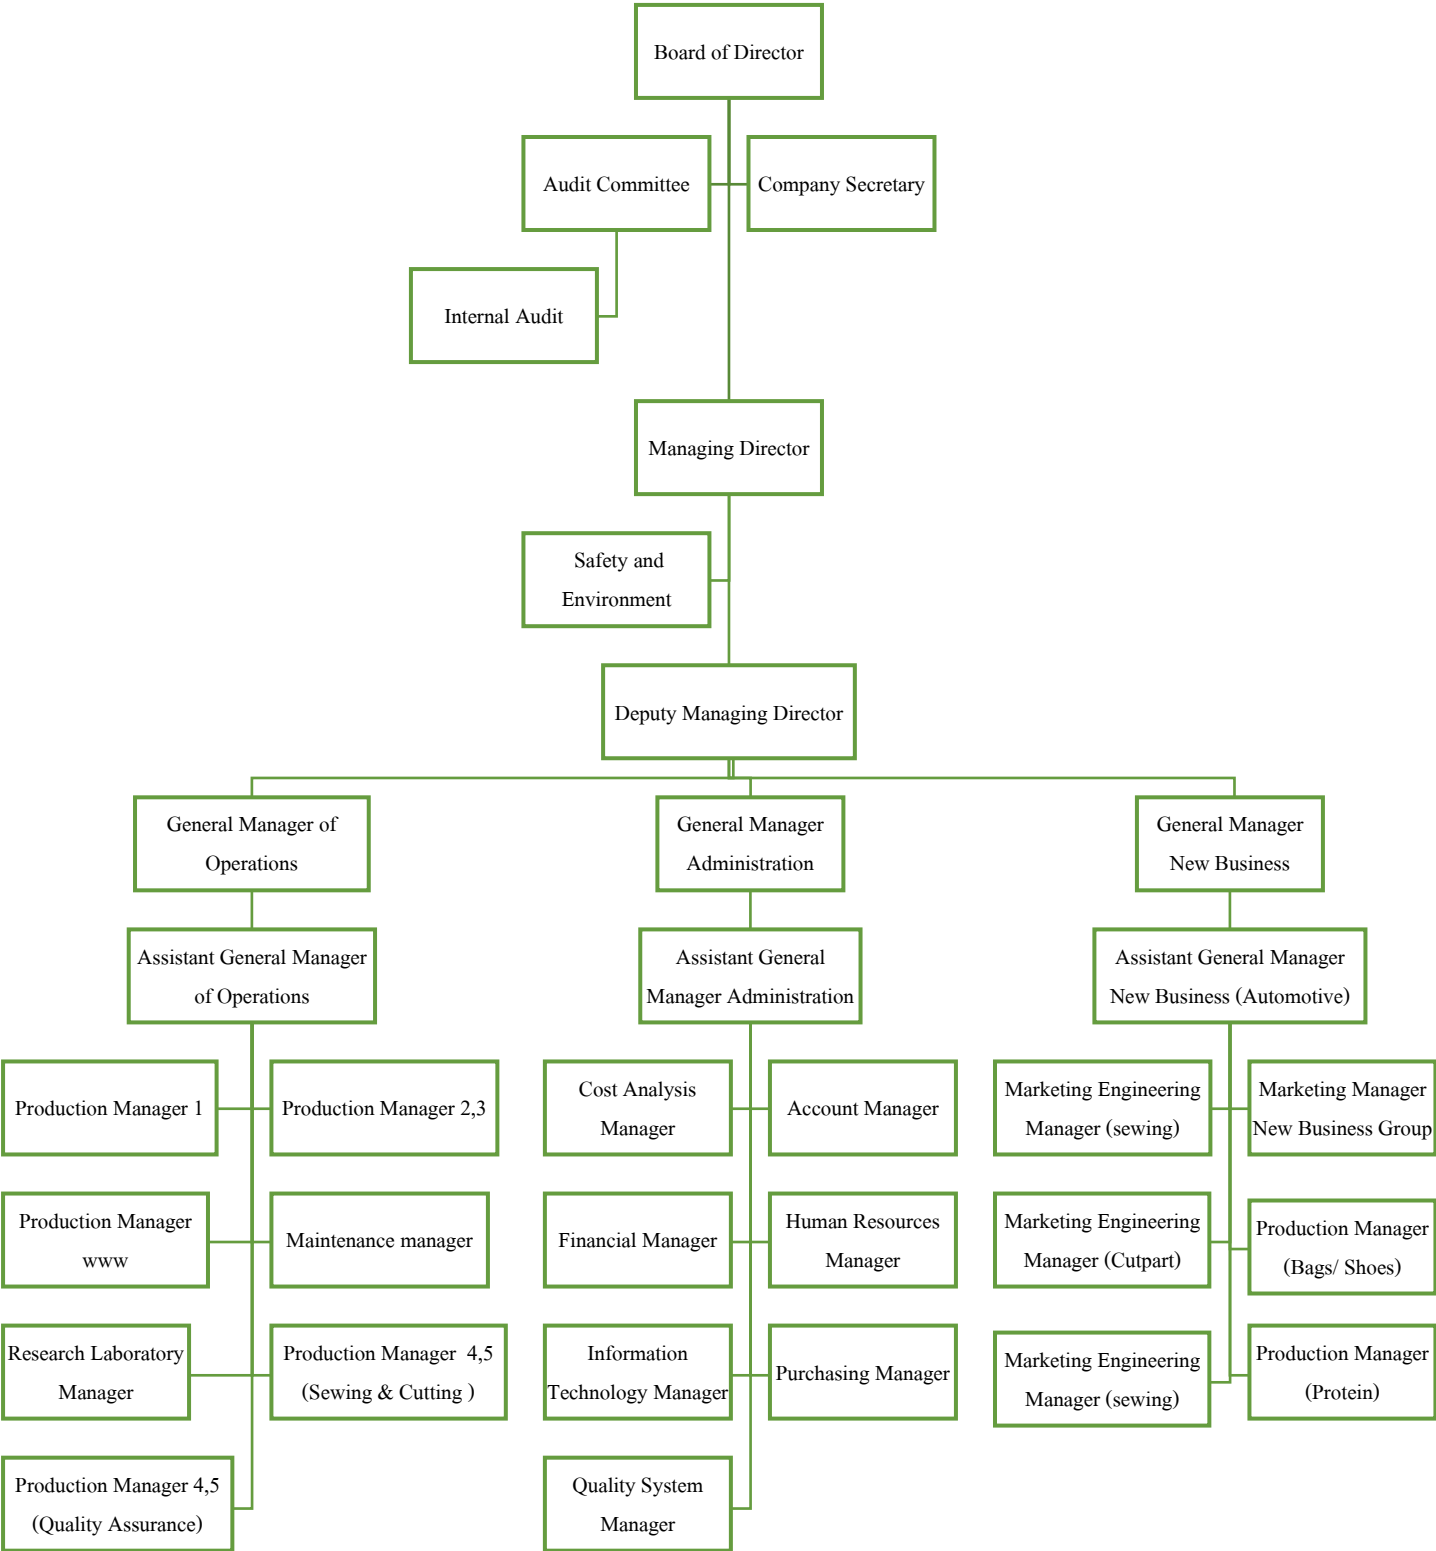 Board of Director
Audit Committee
Company Secretary
Internal Audit
Managing Director
Safety and
Environment
Deputy Managing Director
General Manager of
Operations
General Manager
Administration
General Manager
New Business
Assistant General Manager
of Operations
Assistant General
Manager Administration
Assistant General Manager
New Business (Automotive)
Production Manager 1
Production Manager 2,3
Cost Analysis
Manager
Account Manager
Marketing Engineering
Manager (sewing)
Marketing Manager
New Business Group
Production Manager
www
Maintenance manager
Financial Manager
Human Resources
Manager
Marketing Engineering
Manager (Cutpart)
Production Manager
(Bags/ Shoes)
Research Laboratory
Manager
Production Manager  4,5
(Sewing & Cutting )
Information
Technology Manager
Purchasing Manager
Marketing Engineering
Manager (sewing)
Production Manager
(Protein)
Production Manager 4,5
(Quality Assurance)
Quality System
Manager